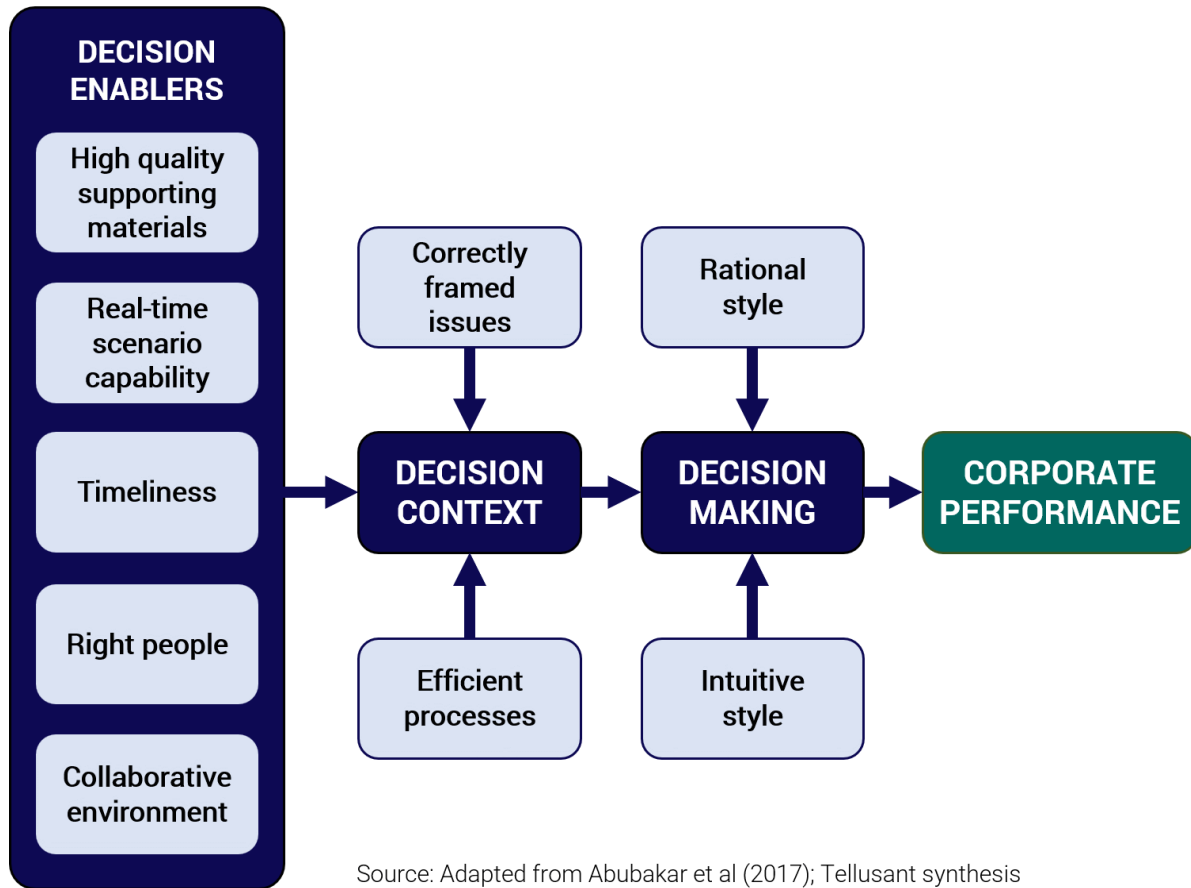 DECISION
ENABLERS
High quality
supporting
materials
Real-time
scenario
capability
Timeliness
Right people
Collaborative
environment
Correctly
framed
issues
DECISION
CONTEXT
Efficient
processes
Rational
style
DECISION
MAKING
Intuitive
style
CORPORATE
PERFORMANCE
Source: Adapted from Abubakar et al (2017); Tellusant synthesis